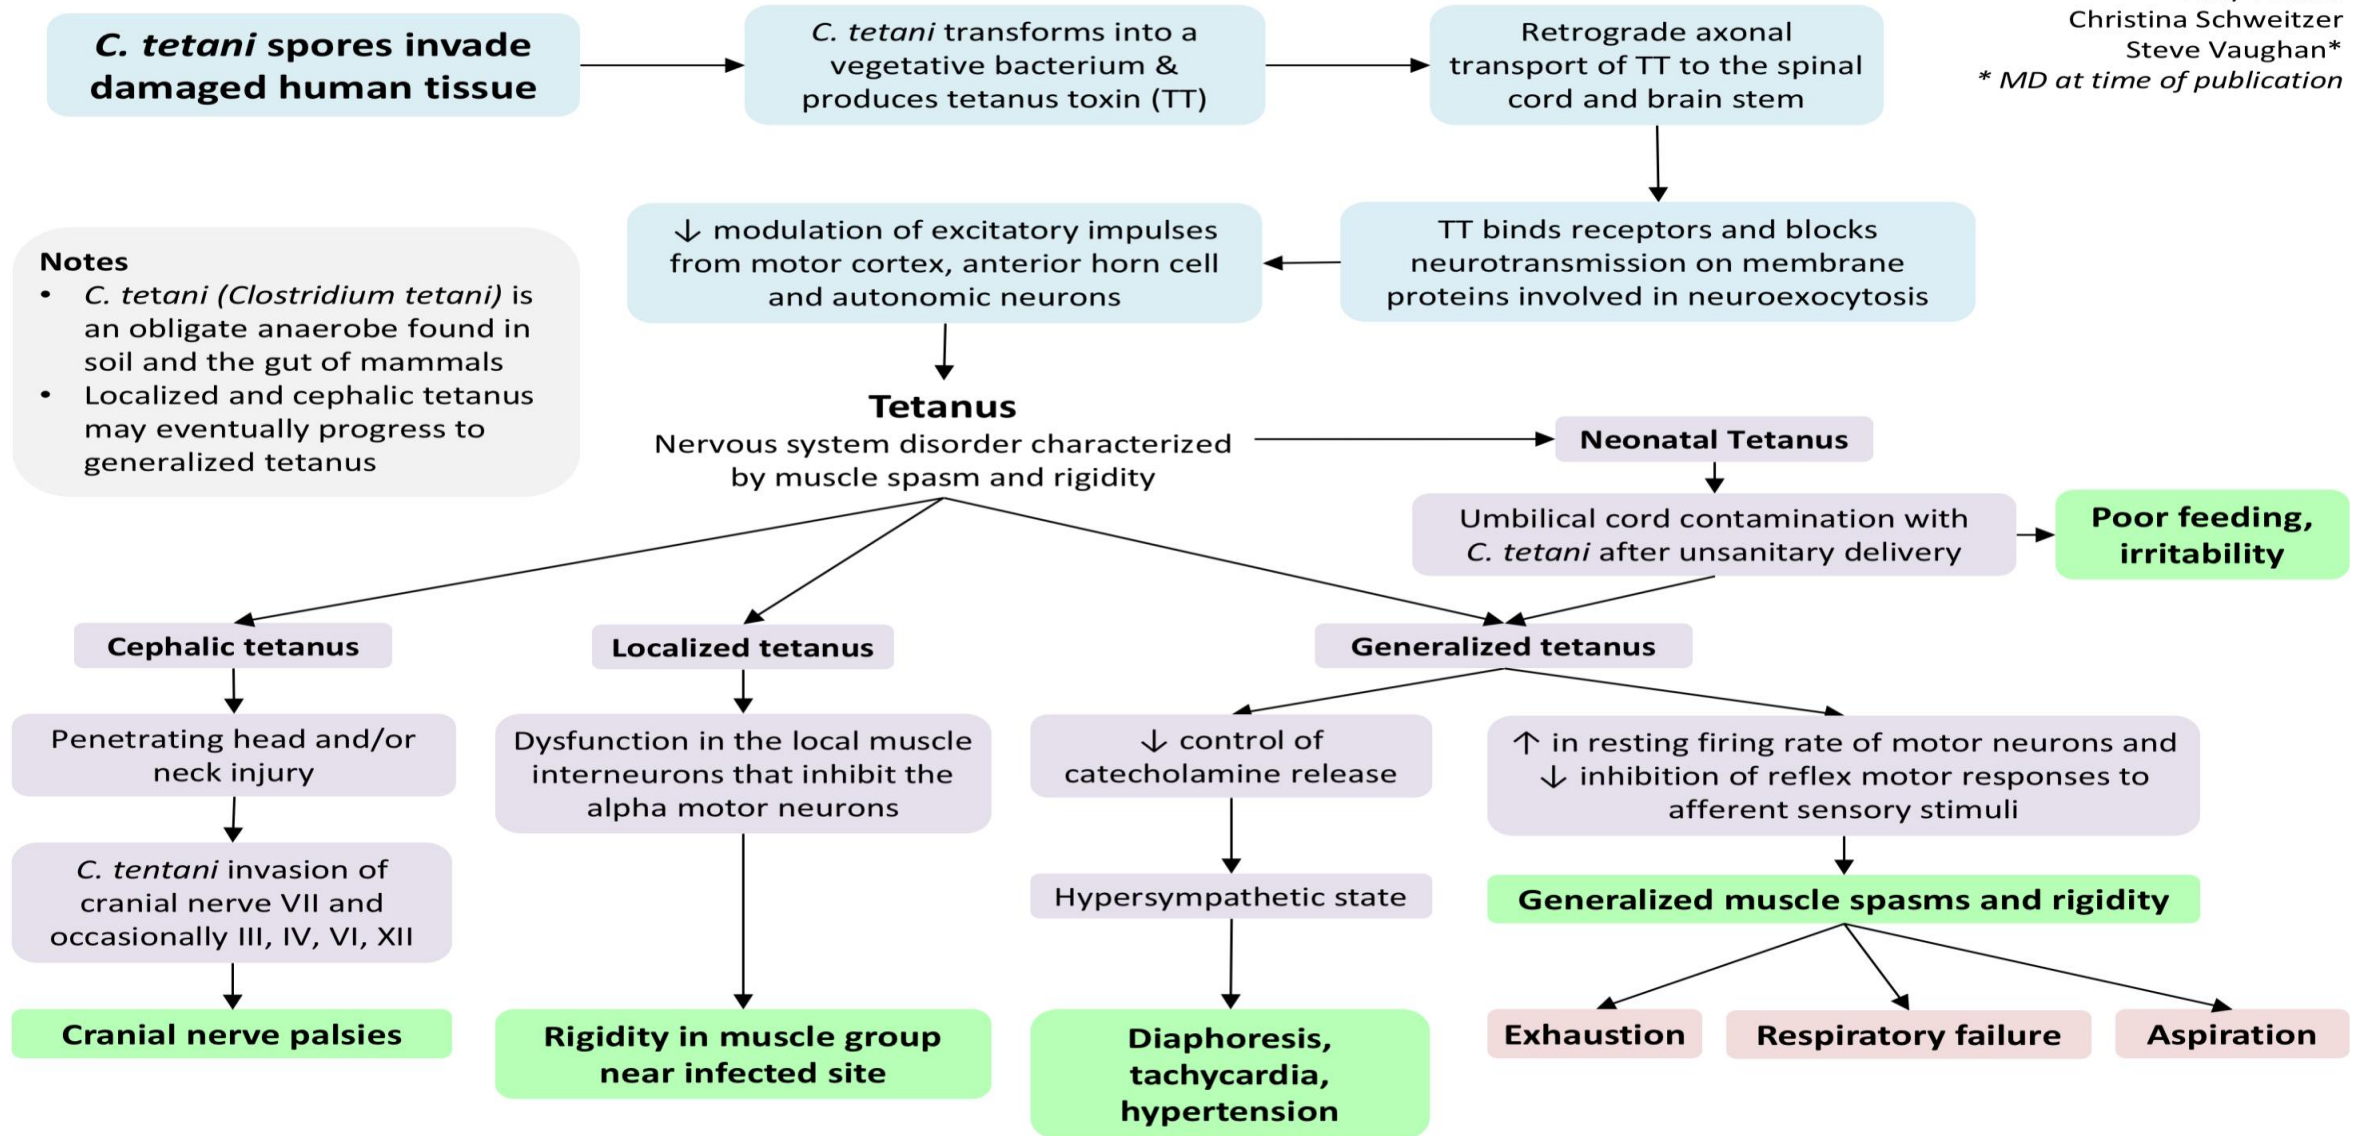 C. tetani spores invade
damaged human tissue
C. tetani transforms into a
vegetative bacterium &
produces tetanus toxin (TT)
Retrograde axonal
transport of TT to the spinal
cord and brain stem
Christina Schweitzer
Steve Vaughan*
* MD at time of publication
↓ modulation of excitatory impulses
from motor cortex, anterior horn cell
and autonomic neurons
TT binds receptors and blocks
neurotransmission on membrane
proteins involved in neuroexocytosis
Notes
• C. tetani (Clostridium tetani) is
an obligate anaerobe found in
soil and the gut of mammals
• Localized and cephalic tetanus
may eventually progress to
generalized tetanus
Tetanus
Nervous system disorder characterized
by muscle spasm and rigidity
Neonatal Tetanus
Umbilical cord contamination with
C. tetani after unsanitary delivery
Poor feeding,
irritability
Cephalic tetanus
Localized tetanus
Generalized tetanus
Penetrating head and/or
neck injury
Dysfunction in the local muscle
interneurons that inhibit the
alpha motor neurons
↓ control of
catecholamine release
↑ in resting firing rate of motor neurons and
↓ inhibition of reflex motor responses to
afferent sensory stimuli
C. tentani invasion of
cranial nerve VII and
occasionally III, IV, VI, XII
Hypersympathetic state
Generalized muscle spasms and rigidity
Cranial nerve palsies
Rigidity in muscle group
near infected site
Diaphoresis,
tachycardia,
hypertension
Exhaustion
Respiratory failure
Aspiration